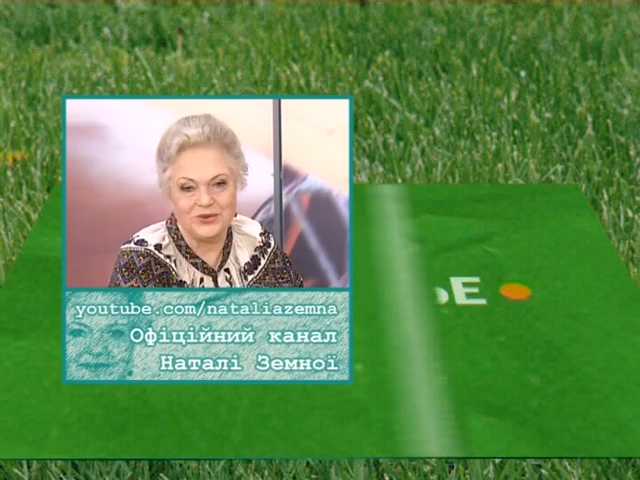 youtube.com/nataliazemna
Офіційний канал
Наталі Земної